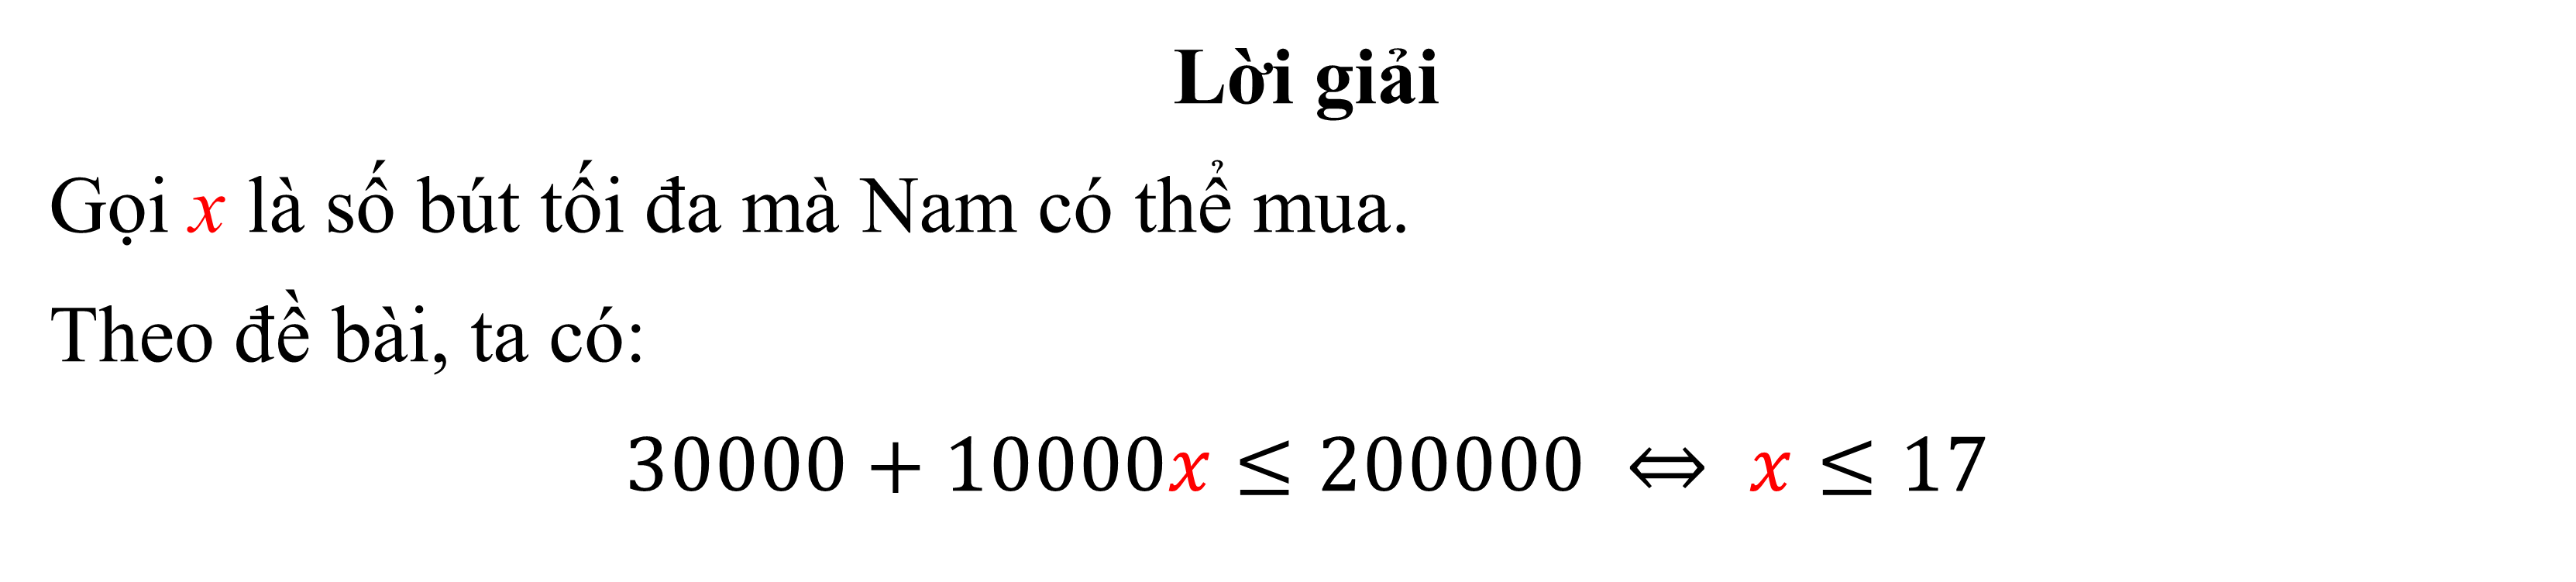 Lời giải
Gọi x là số bút tối đa mà Nam có thể mua.
Theo đề bài, ta có:
30000 + 10000x ≤ 200000 ⇔ x ≤ 17